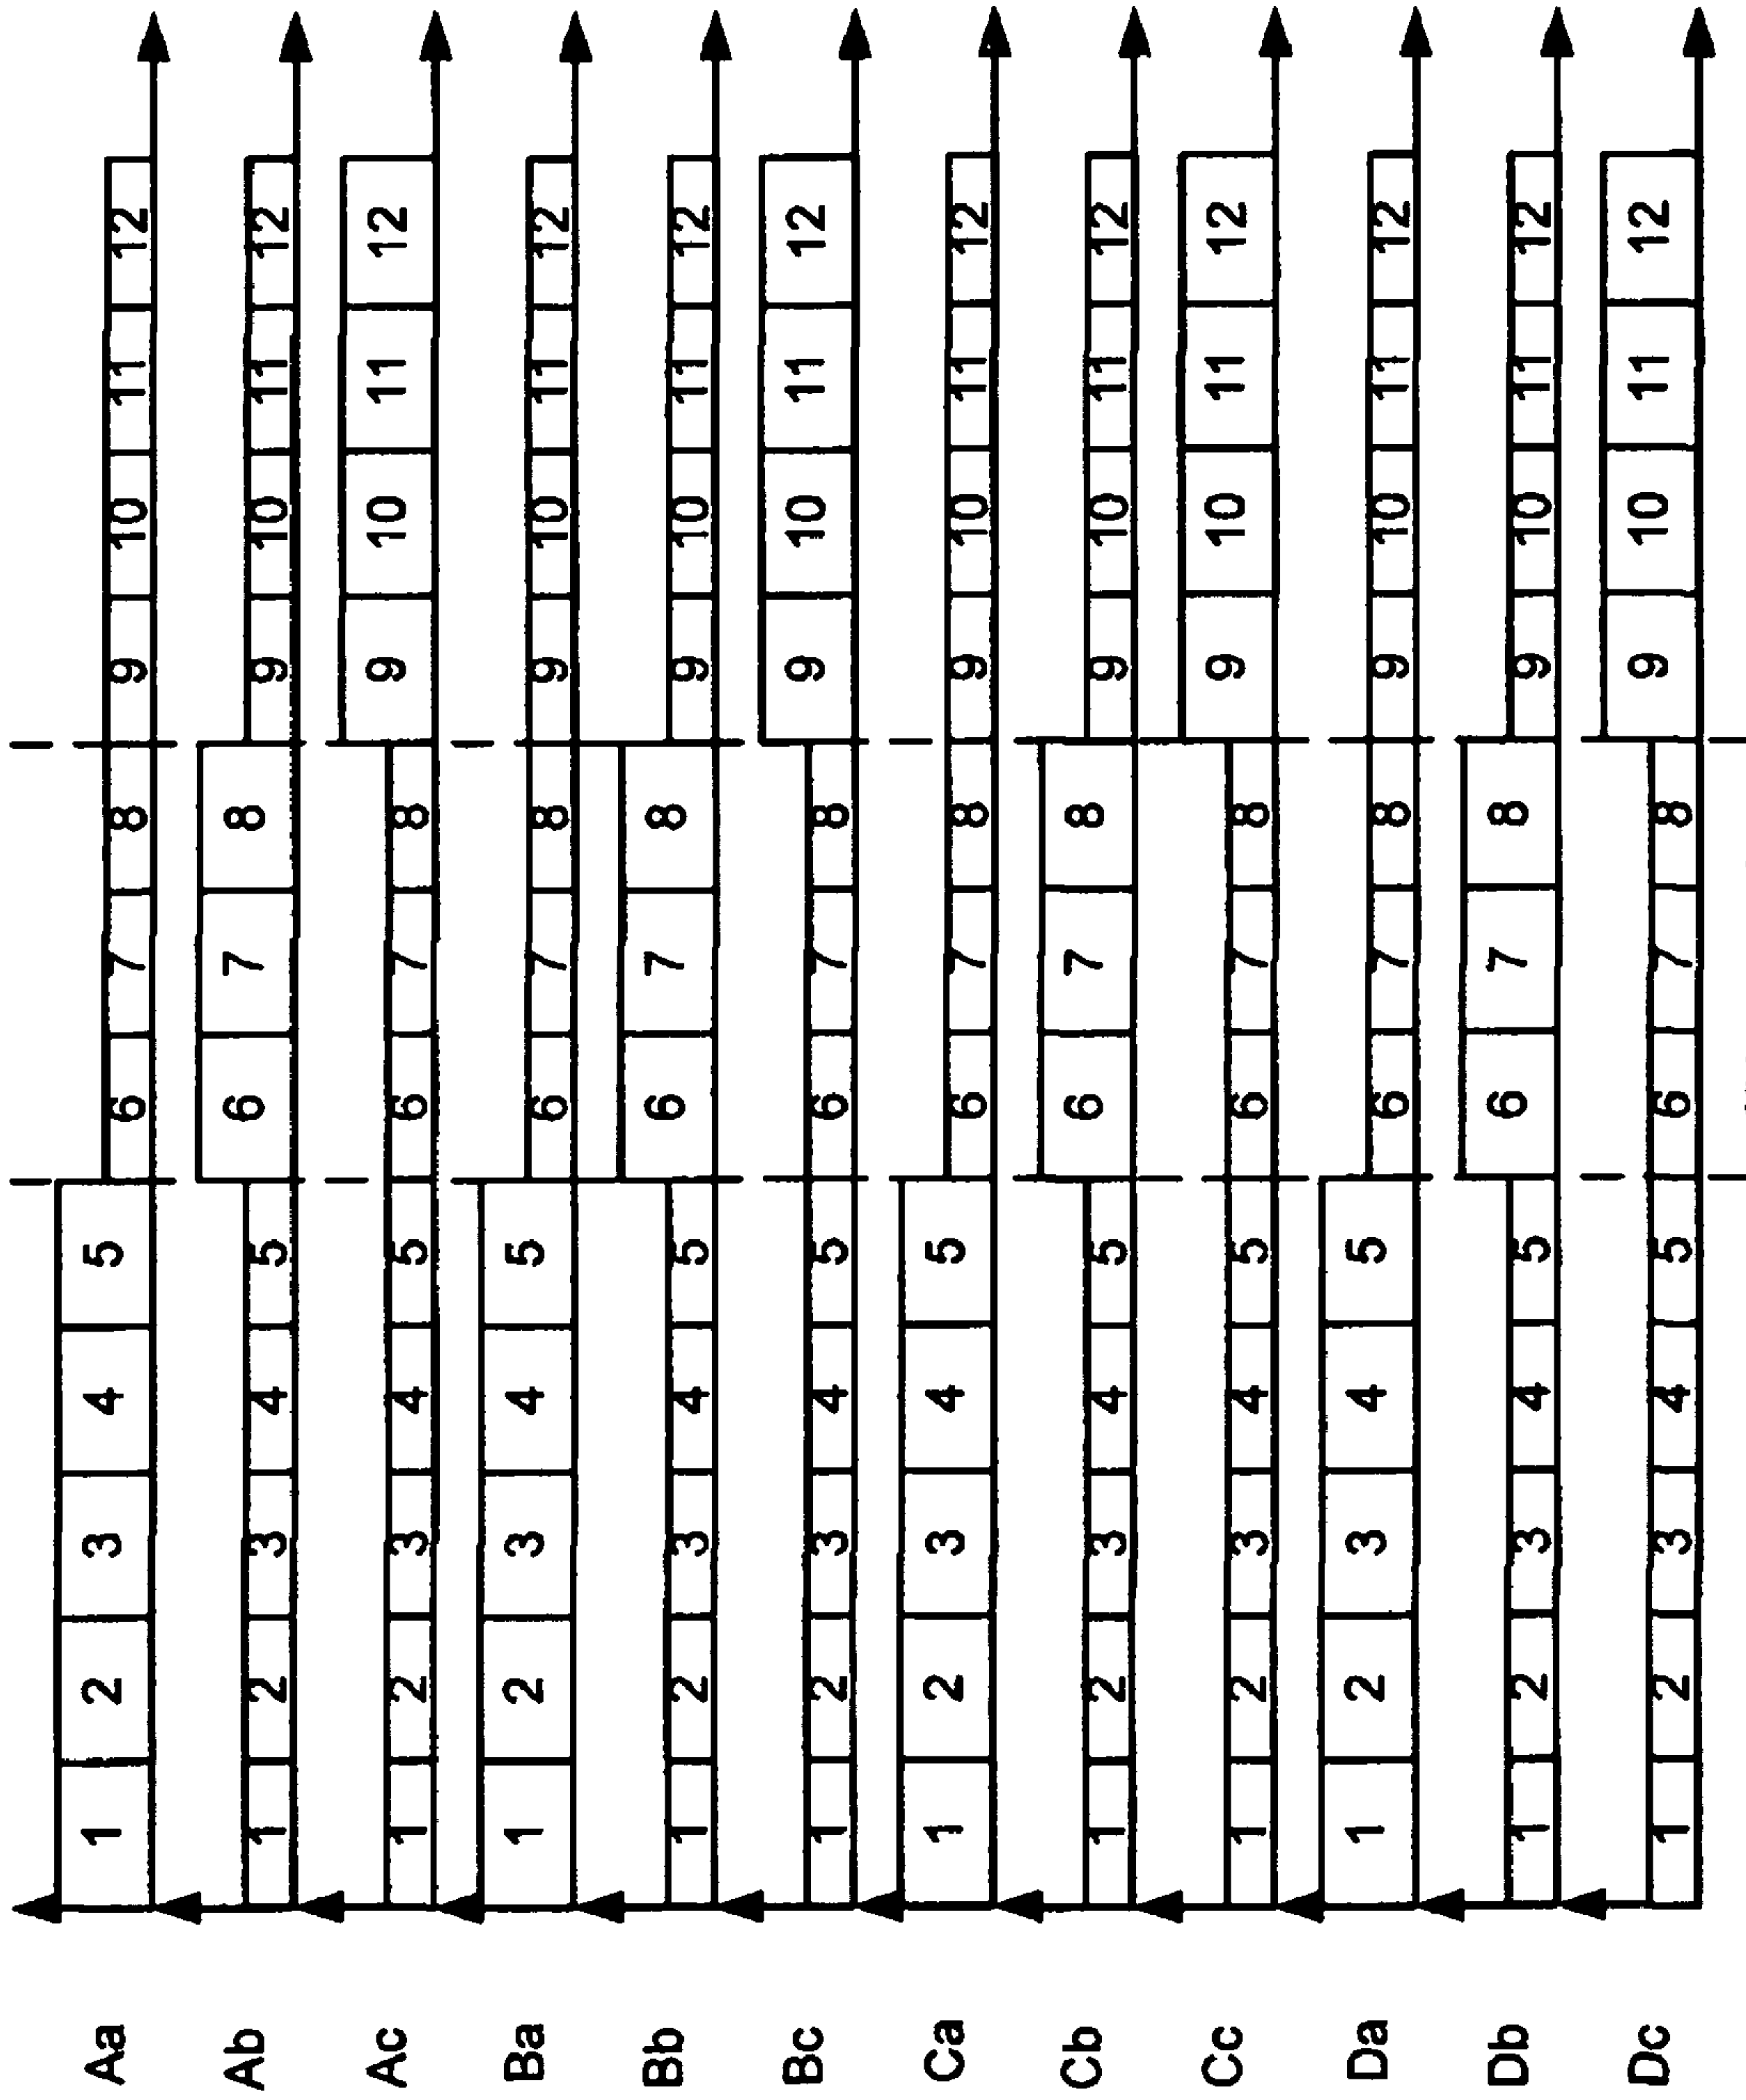 Aa 1 2 3 4 5 6 7 8 9 10 11 12
Ab 1 2 3 4 5 6 7 8 9 10 11 12
Ac 1 2 3 4 5 6 7 8 9 10 11 12
Ba 1 2 3 4 5 6 7 8 9 10 11 12
Bb 1 2 3 4 5 6 7 8 9 10 11 12
Bc 1 2 3 4 5 6 7 8 9 10 11 12
Ca 1 2 3 4 5 6 7 8 9 10 11 12
Cb 1 2 3 4 5 6 7 8 9 10 11 12
Cc 1 2 3 4 5 6 7 8 9 10 11 12
Da 1 2 3 4 5 6 7 8 9 10 11 12
Db 1 2 3 4 5 6 7 8 9 10 11 12
Dc 1 2 3 4 5 6 7 8 9 10 11 12